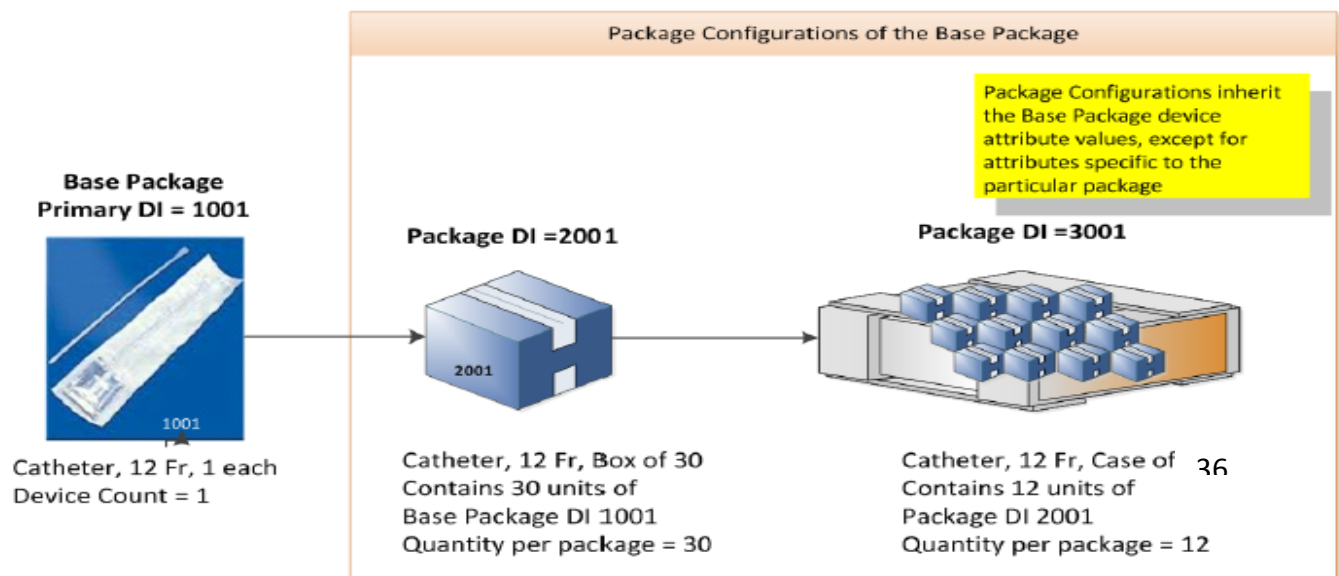 Package Configurations of the Base Package
Package Configurations inherit
the Base Package device
attribute values, except for
attributes specific to the
particular package
Base Package
Primary DI = 1001
1001
Catheter, 12 Fr, 1 each
Device Count = 1
Package DI =2001
2001
Catheter, 12 Fr, Box of 30
Contains 30 units of
Base Package DI 1001
Quantity per package = 30
Package DI =3001
Catheter, 12 Fr, Case of 36
Contains 12 units of
Package DI 2001
Quantity per package = 12